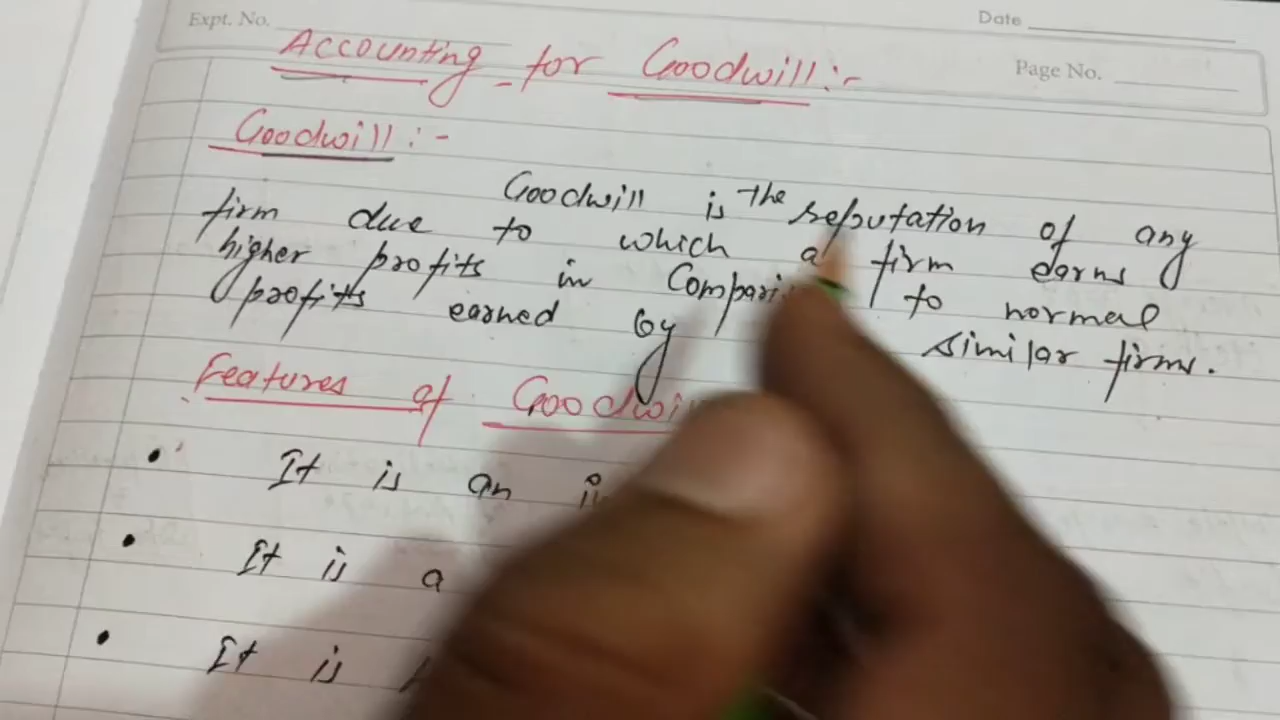 Expt. No.
Date
Page No.
Accounting for Goodwill :-
Goodwill :-
Goodwill is the reputation of any
firm due to which a firm earns
higher profits in to normal
profits earned by similar firms.
Features of
It is an
It is a
It is